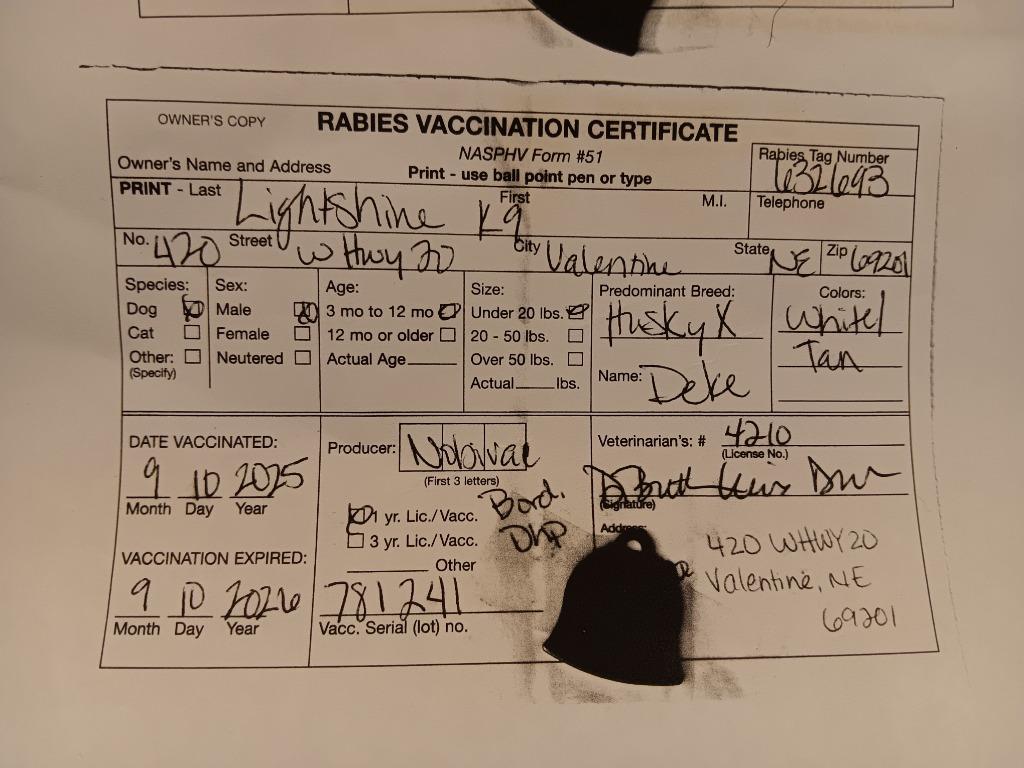 OWNER'S COPY
RABIES VACCINATION CERTIFICATE
NASPHV Form #51
Rabies Tag Number
632693
Owner's Name and Address
Print - use ball point pen or type
PRINT - Last Lightshine First K9 M.I.
Telephone
No. 420 Street W Hwy 20 City Valentine State NE Zip 69201
Species: Sex: Age: Size: Predominant Breed: Colors:
Dog Male 3 mo to 12 mo Under 20 lbs. Husky X White/
Cat Female 12 mo or older 20 - 50 lbs. Tan
Other: Neutered Actual Age Over 50 lbs. Name: Deke
(Specify)
Actual lbs.
DATE VACCINATED:
9 10 2025
Month Day Year
VACCINATION EXPIRED:
9 10 2026
Month Day Year
Producer:
(First 3 letters)
1 yr. Lic./Vacc. Bord.
3 yr. Lic./Vacc. DHP
Other
781241
Vacc. Serial (lot) no.
Veterinarian's: # 4210
(License No.)
(Signature)
Address:
420 W HWY 20
Valentine, NE
69201